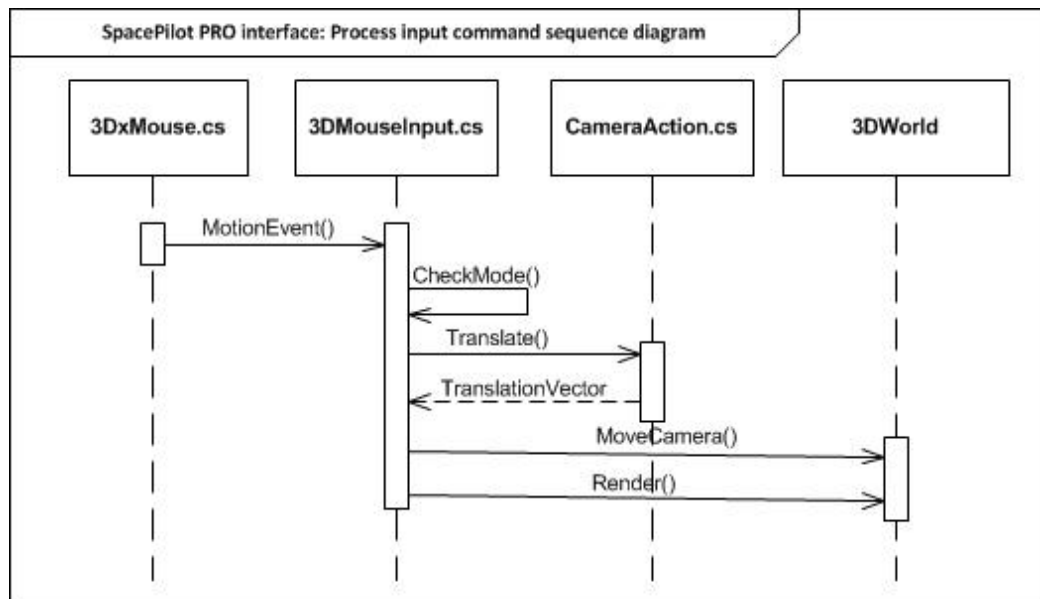 SpacePilot PRO interface: Process input command sequence diagram
3DxMouse.cs
3DMouseInput.cs
CameraAction.cs
3DWorld
MotionEvent()
CheckMode()
Translate()
TranslationVector
MoveCamera()
Render()